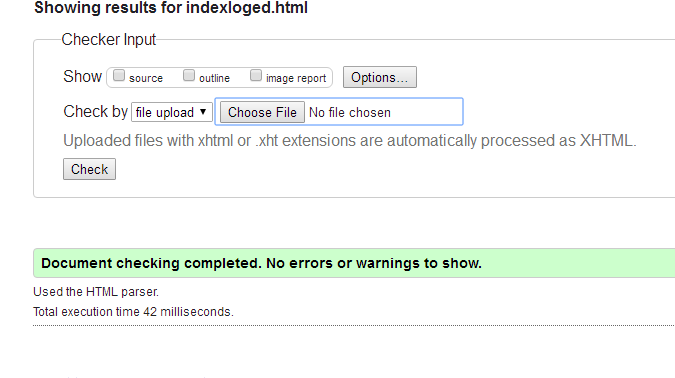 Showing results for indexloged.html
Checker Input
Show source outline image report Options...
Check by file upload Choose File No file chosen
Uploaded files with xhtml or .xht extensions are automatically processed as XHTML.
Check
Document checking completed. No errors or warnings to show.
Used the HTML parser.
Total execution time 42 milliseconds.